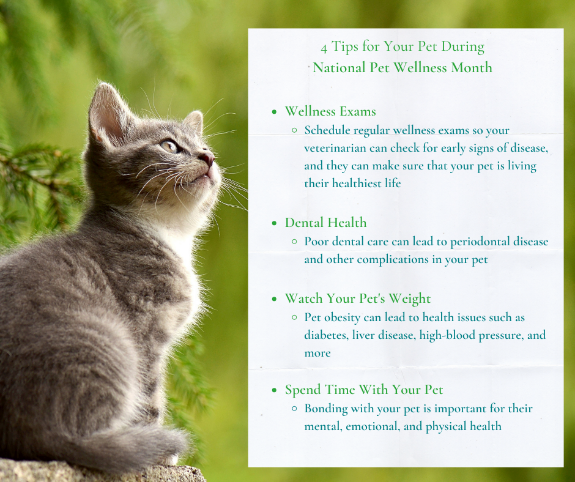 4 Tips for Your Pet During
National Pet Wellness Month
Wellness Exams
Schedule regular wellness exams so your
veterinarian can check for early signs of disease,
and they can make sure that your pet is living
their healthiest life
Dental Health
Poor dental care can lead to periodontal disease
and other complications in your pet
Watch Your Pet's Weight
Pet obesity can lead to health issues such as
diabetes, liver disease, high-blood pressure, and
more
Spend Time With Your Pet
Bonding with your pet is important for their
mental, emotional, and physical health